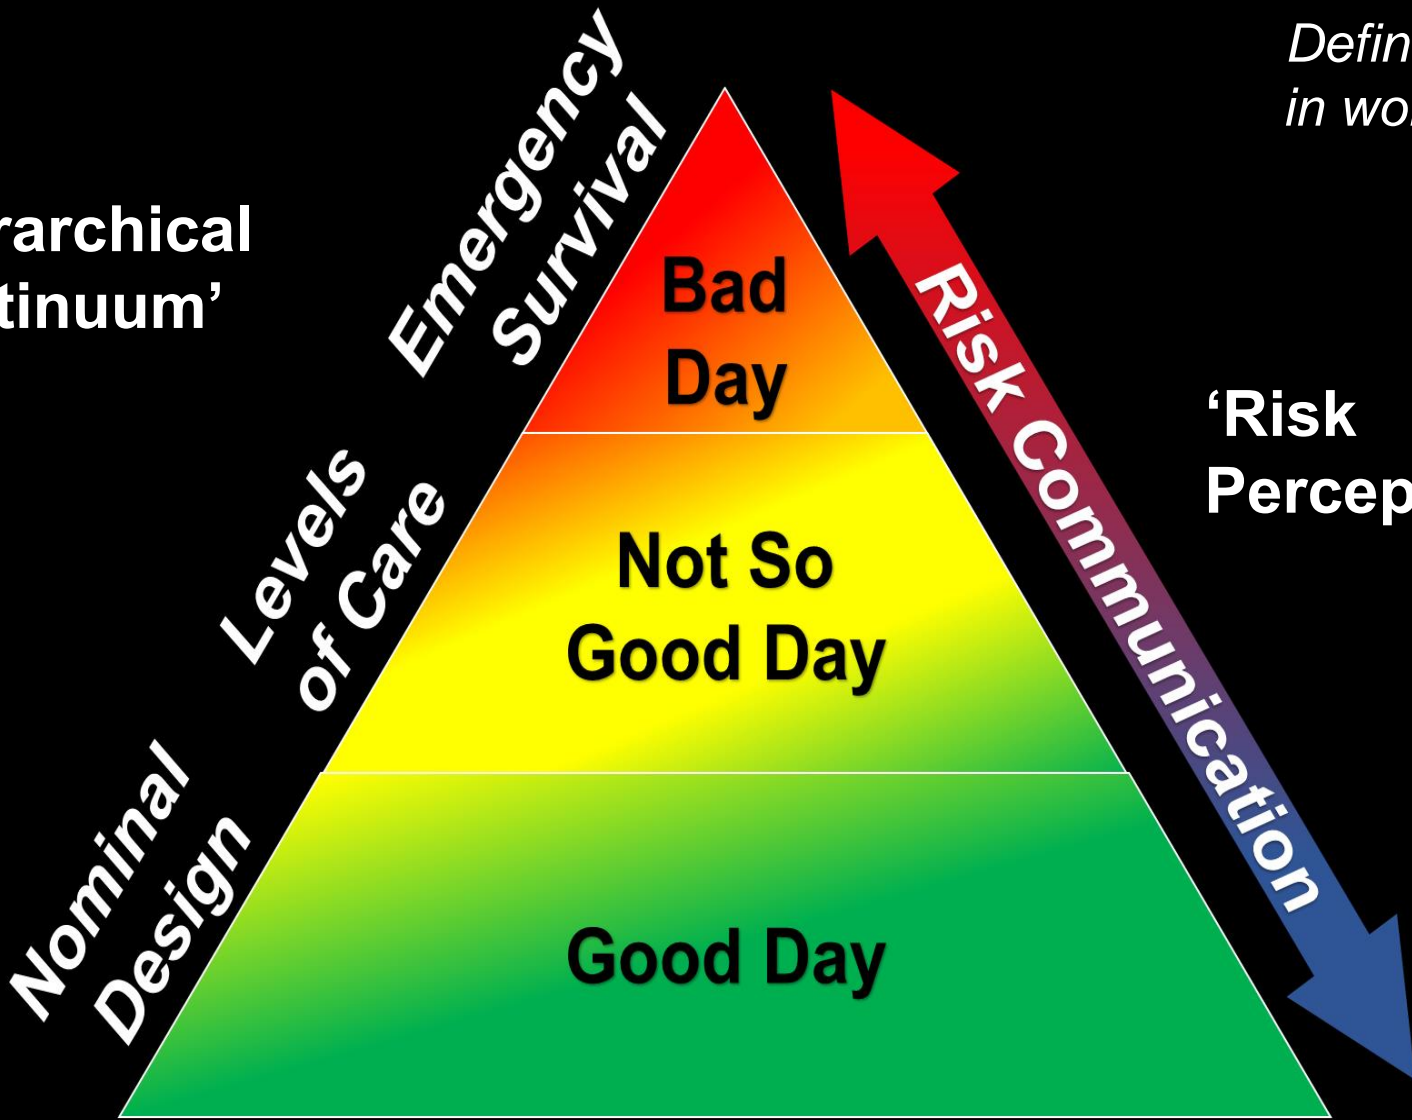 Defin
in wo
Emergency
Survival
rarchical
tinuum’
Bad
Day
Risk Communication
‘Risk
Percep
Levels
of Care
Not So
Good Day
Nominal
Design
Good Day